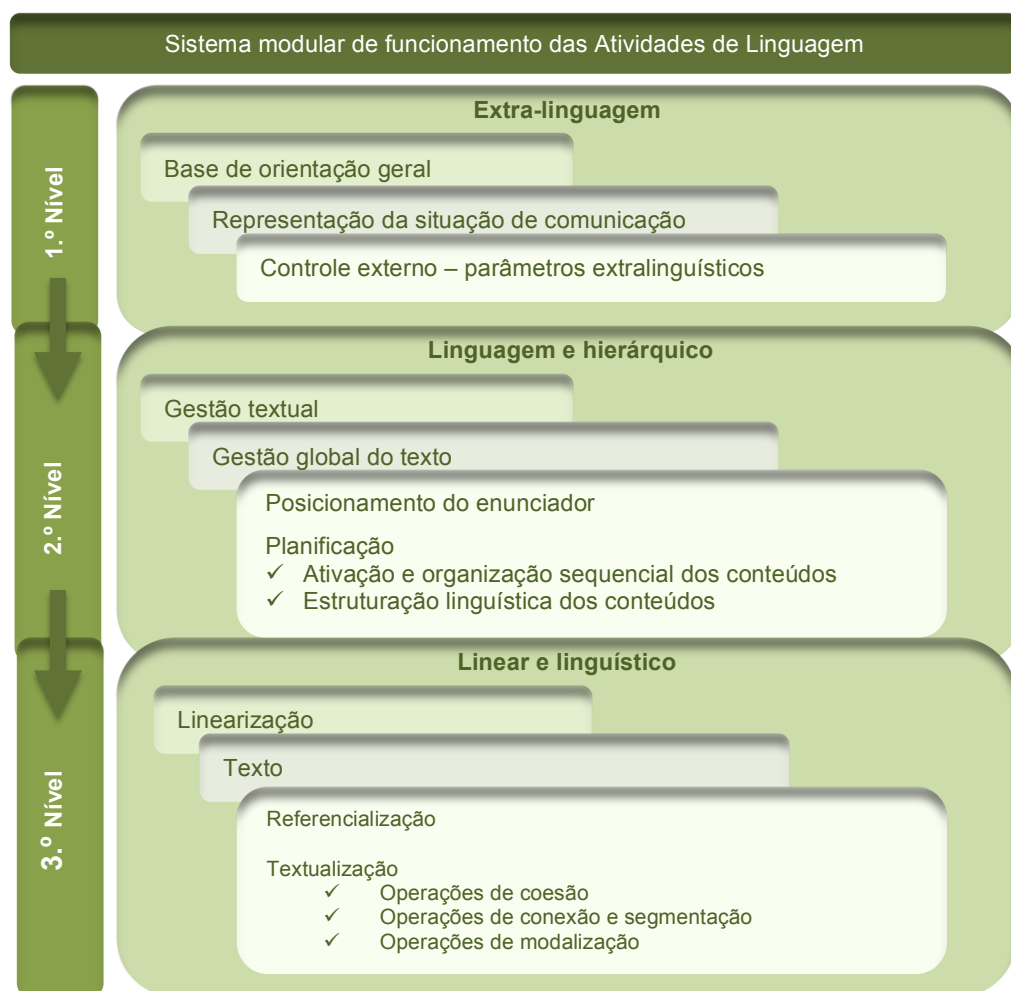 Sistema modular de funcionamento das Atividades de Linguagem
1.º Nível
Extra-linguagem
Base de orientação geral
Representação da situação de comunicação
Controle externo – parâmetros extralinguísticos
2.º Nível
Linguagem e hierárquico
Gestão textual
Gestão global do texto
Posicionamento do enunciador
Planificação
✓ Ativação e organização sequencial dos conteúdos
✓ Estruturação linguística dos conteúdos
3.º Nível
Linear e linguístico
Linearização
Texto
Referencialização
Textualização
✓ Operações de coesão
✓ Operações de conexão e segmentação
✓ Operações de modalização